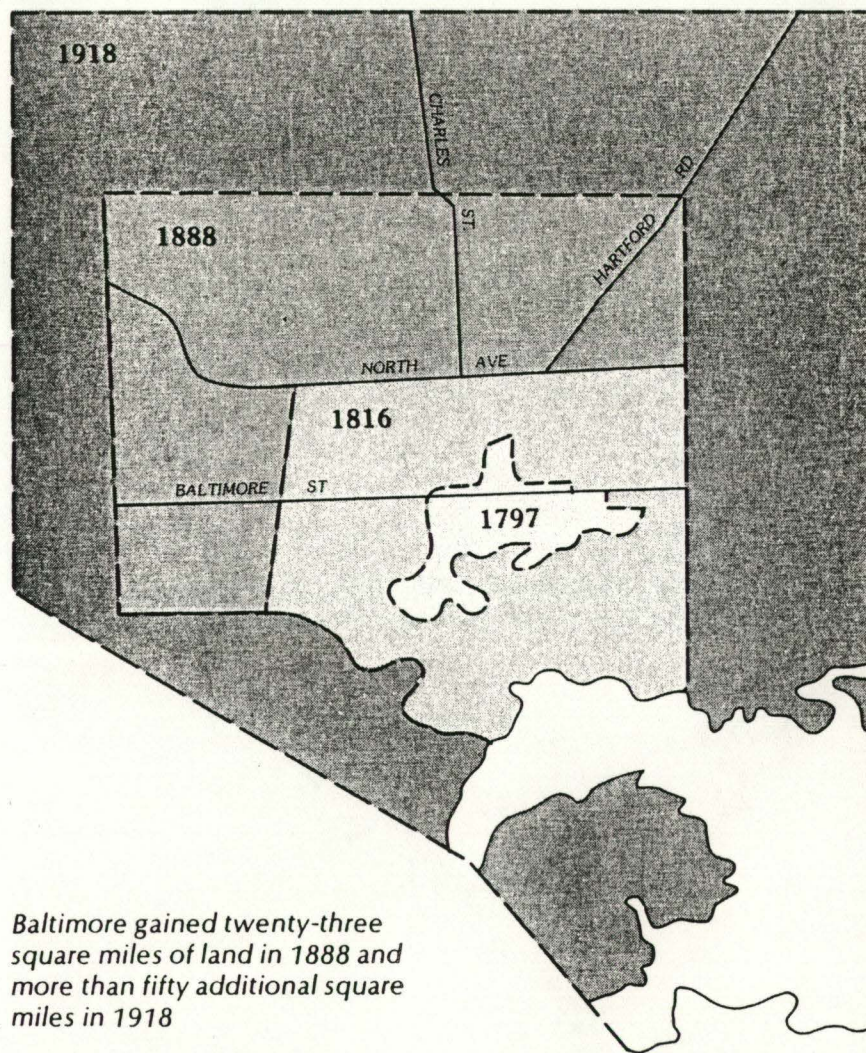 1918
CHARLES
ST.
HARTFORD RD
1888
NORTH AVE
1816
BALTIMORE ST
1797
Baltimore gained twenty-three
square miles of land in 1888 and
more than fifty additional square
miles in 1918